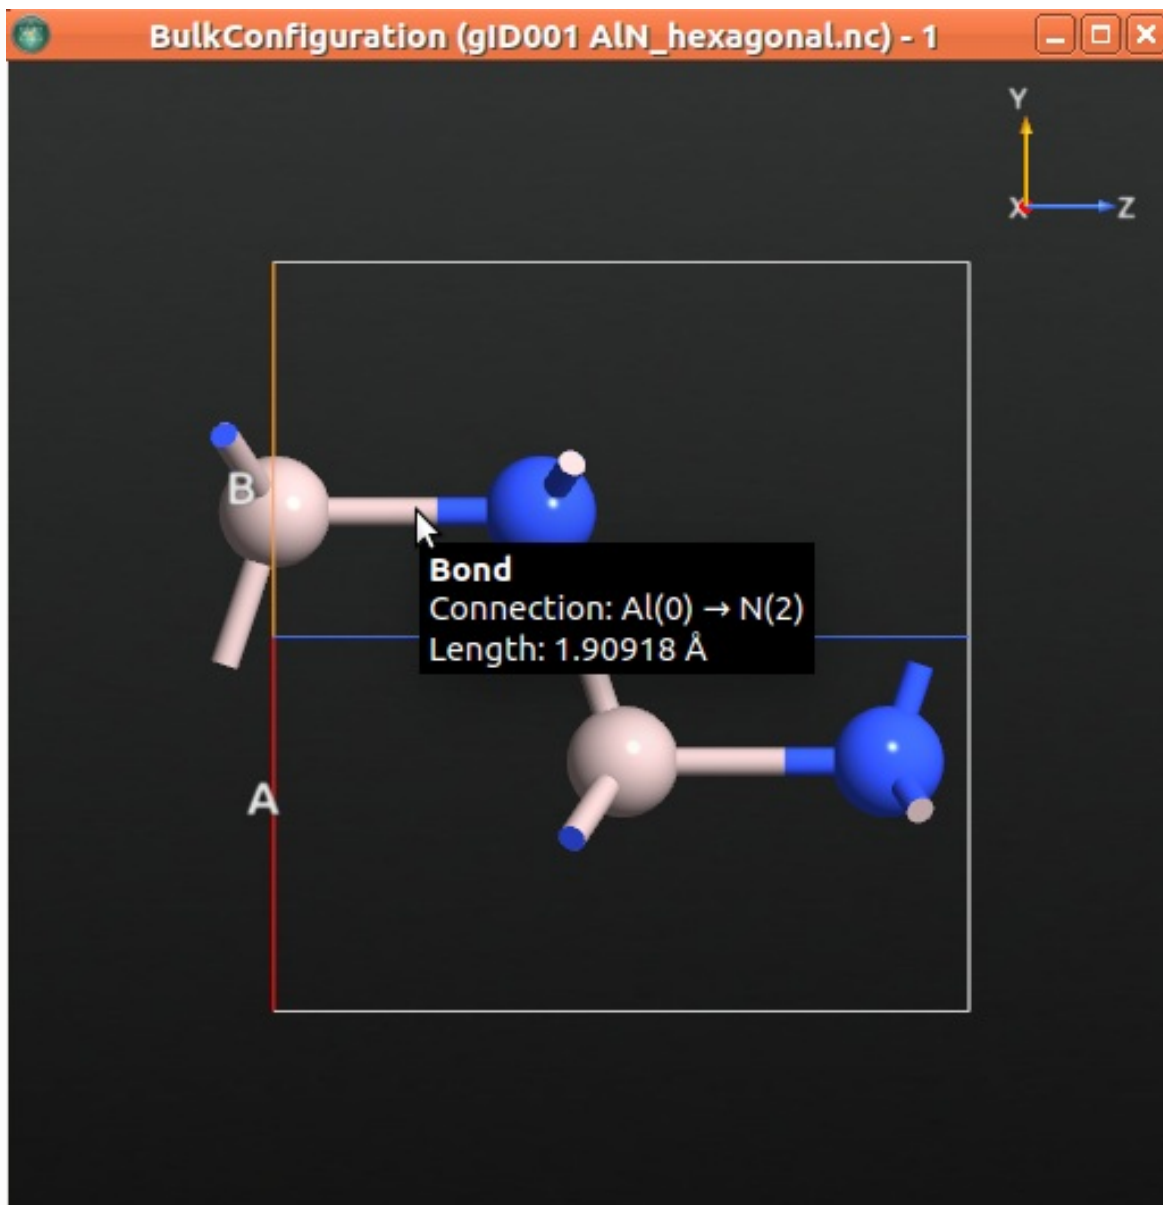 BulkConfiguration (gID001 AlN_hexagonal.nc) - 1
Y
X
Z
B
Bond
Connection: Al(0) → N(2)
Length: 1.90918 Å
A